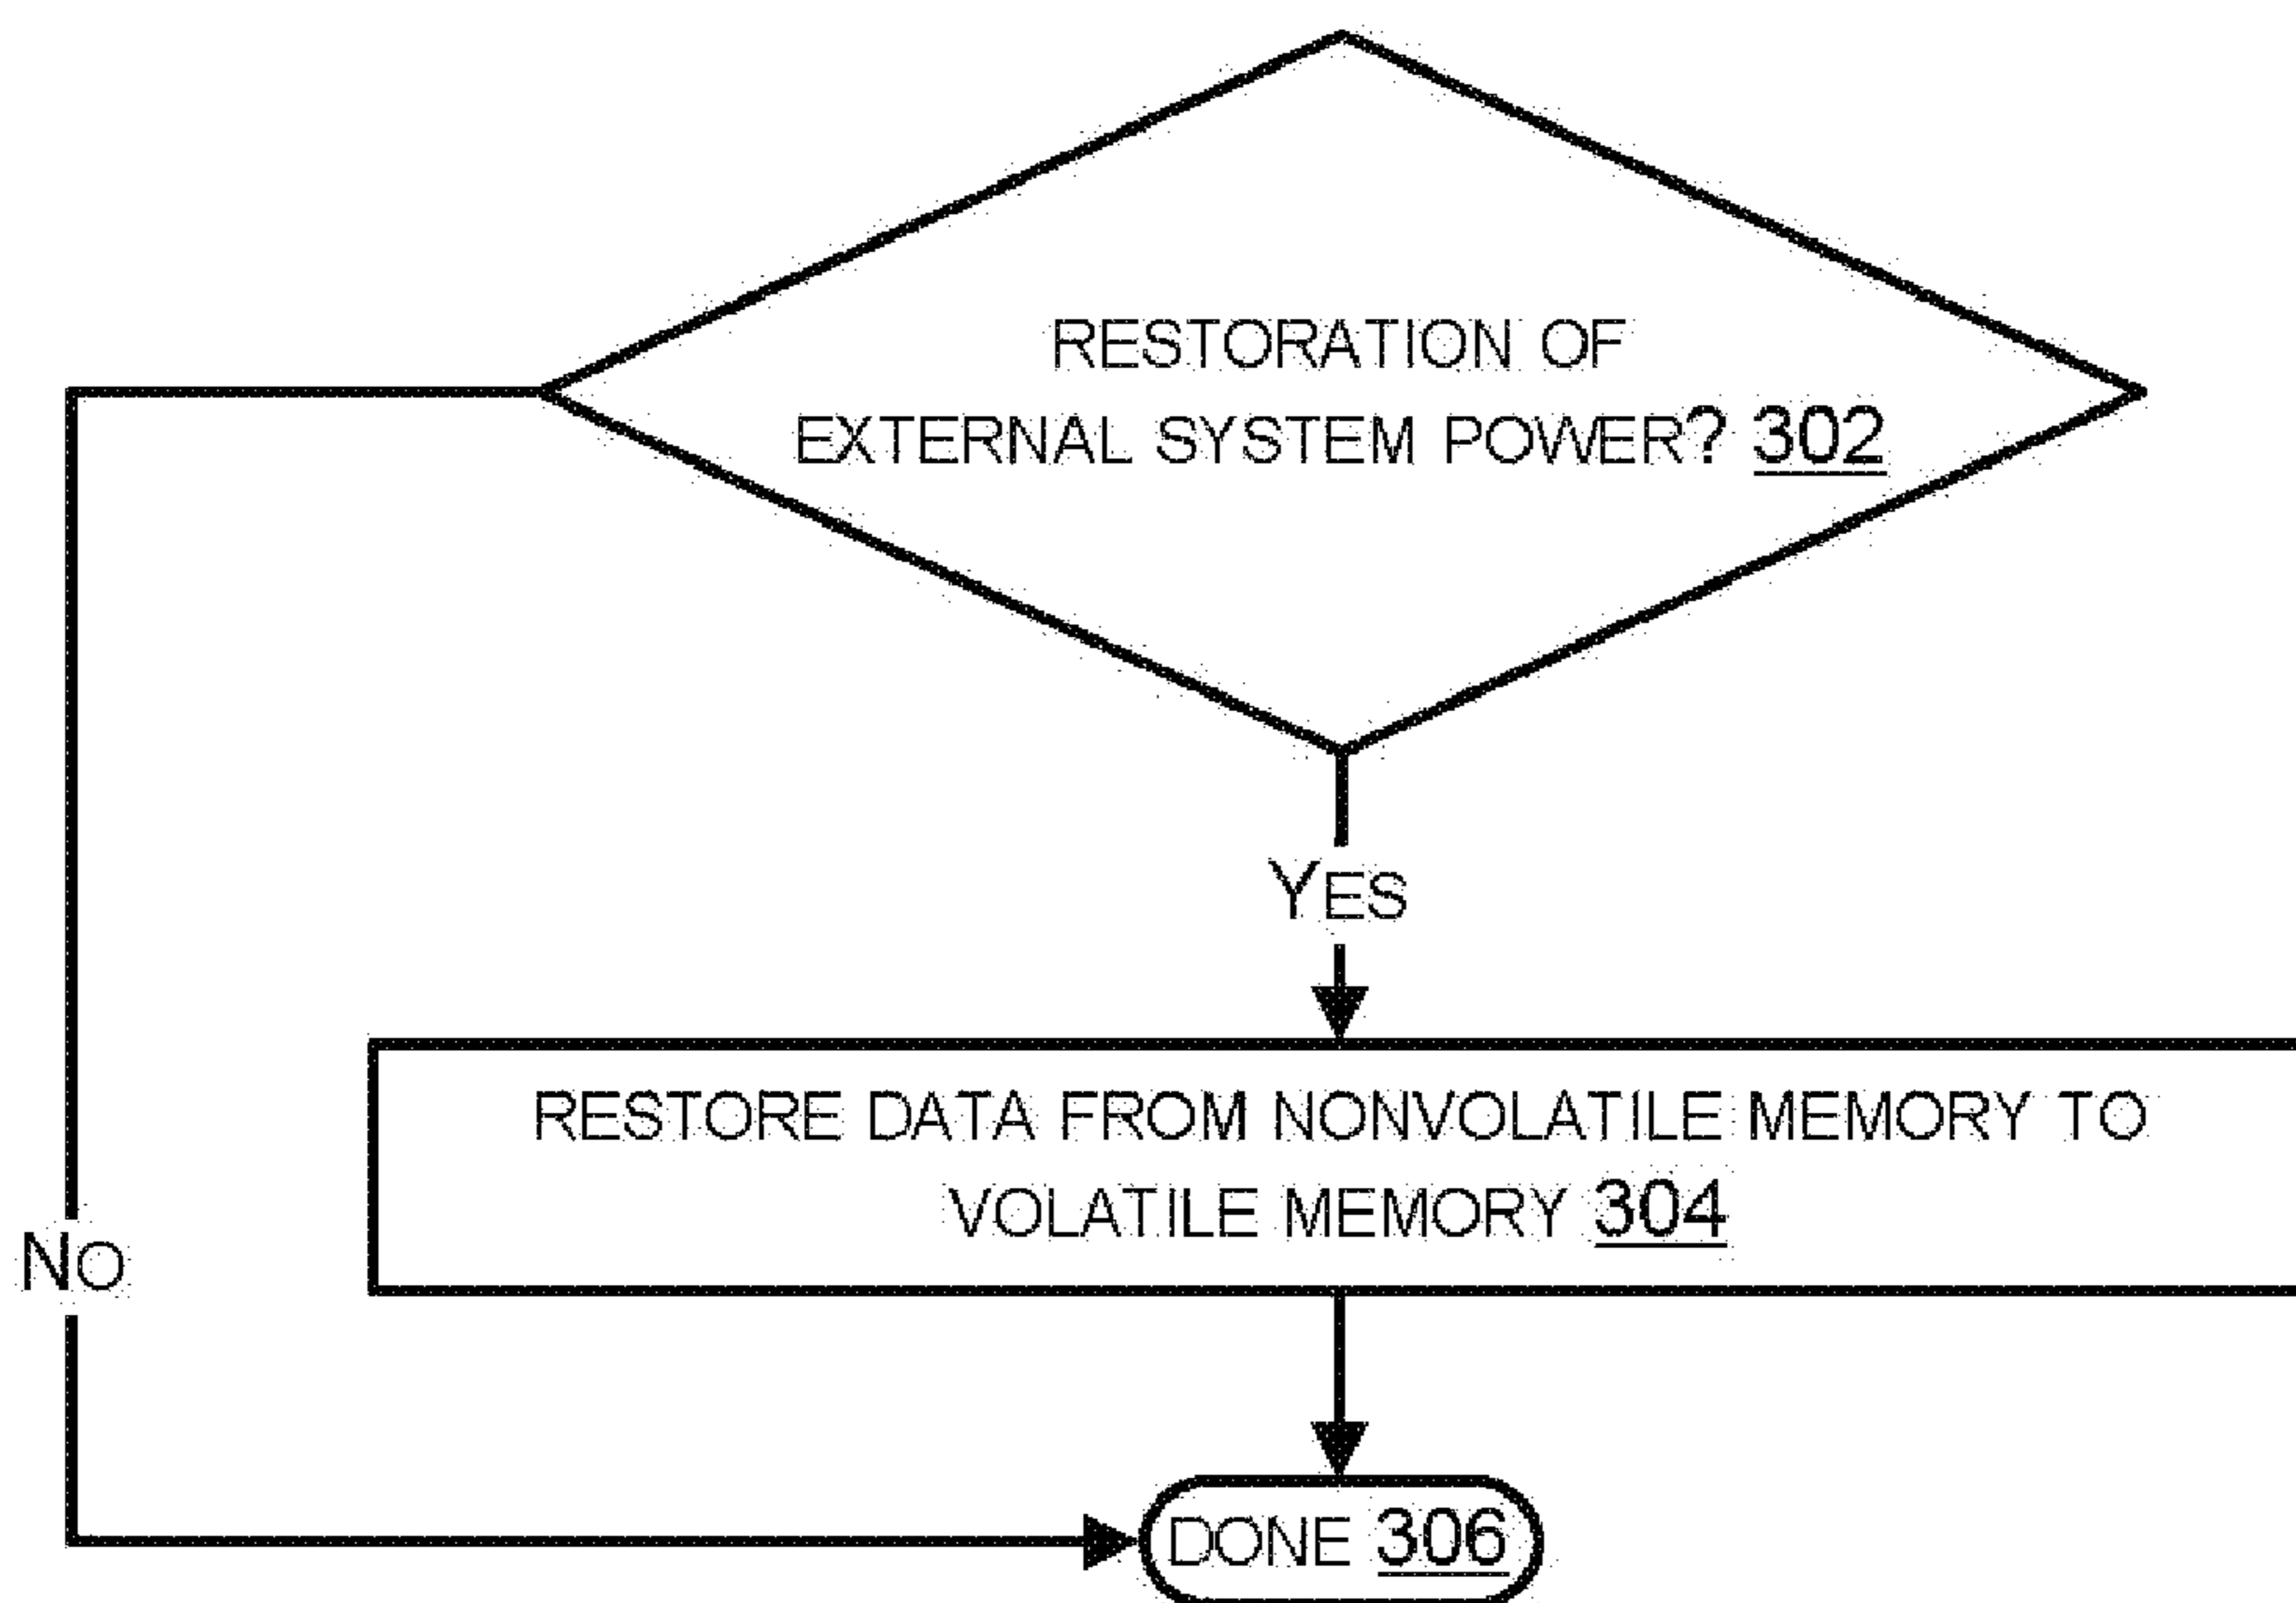 RESTORATION OF
EXTERNAL SYSTEM POWER? 302
YES
RESTORE DATA FROM NONVOLATILE MEMORY TO
VOLATILE MEMORY 304
NO
DONE 306